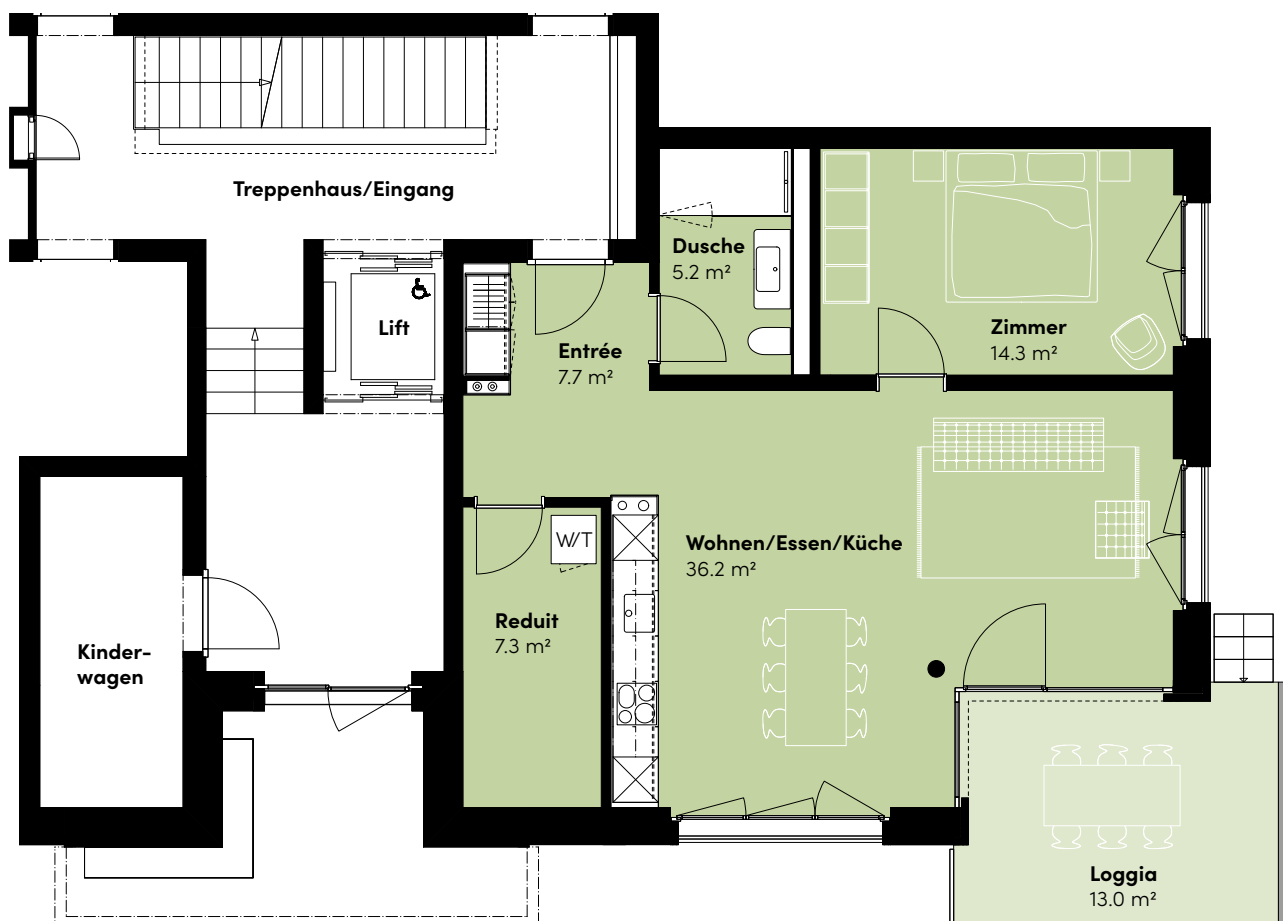 Treppenhaus/Eingang
Dusche
5.2 m²
Lift
Entrée
7.7 m²
Zimmer
14.3 m²
W/T
Wohnen/Essen/Küche
36.2 m²
Reduit
7.3 m²
Kinder-
wagen
Loggia
13.0 m²